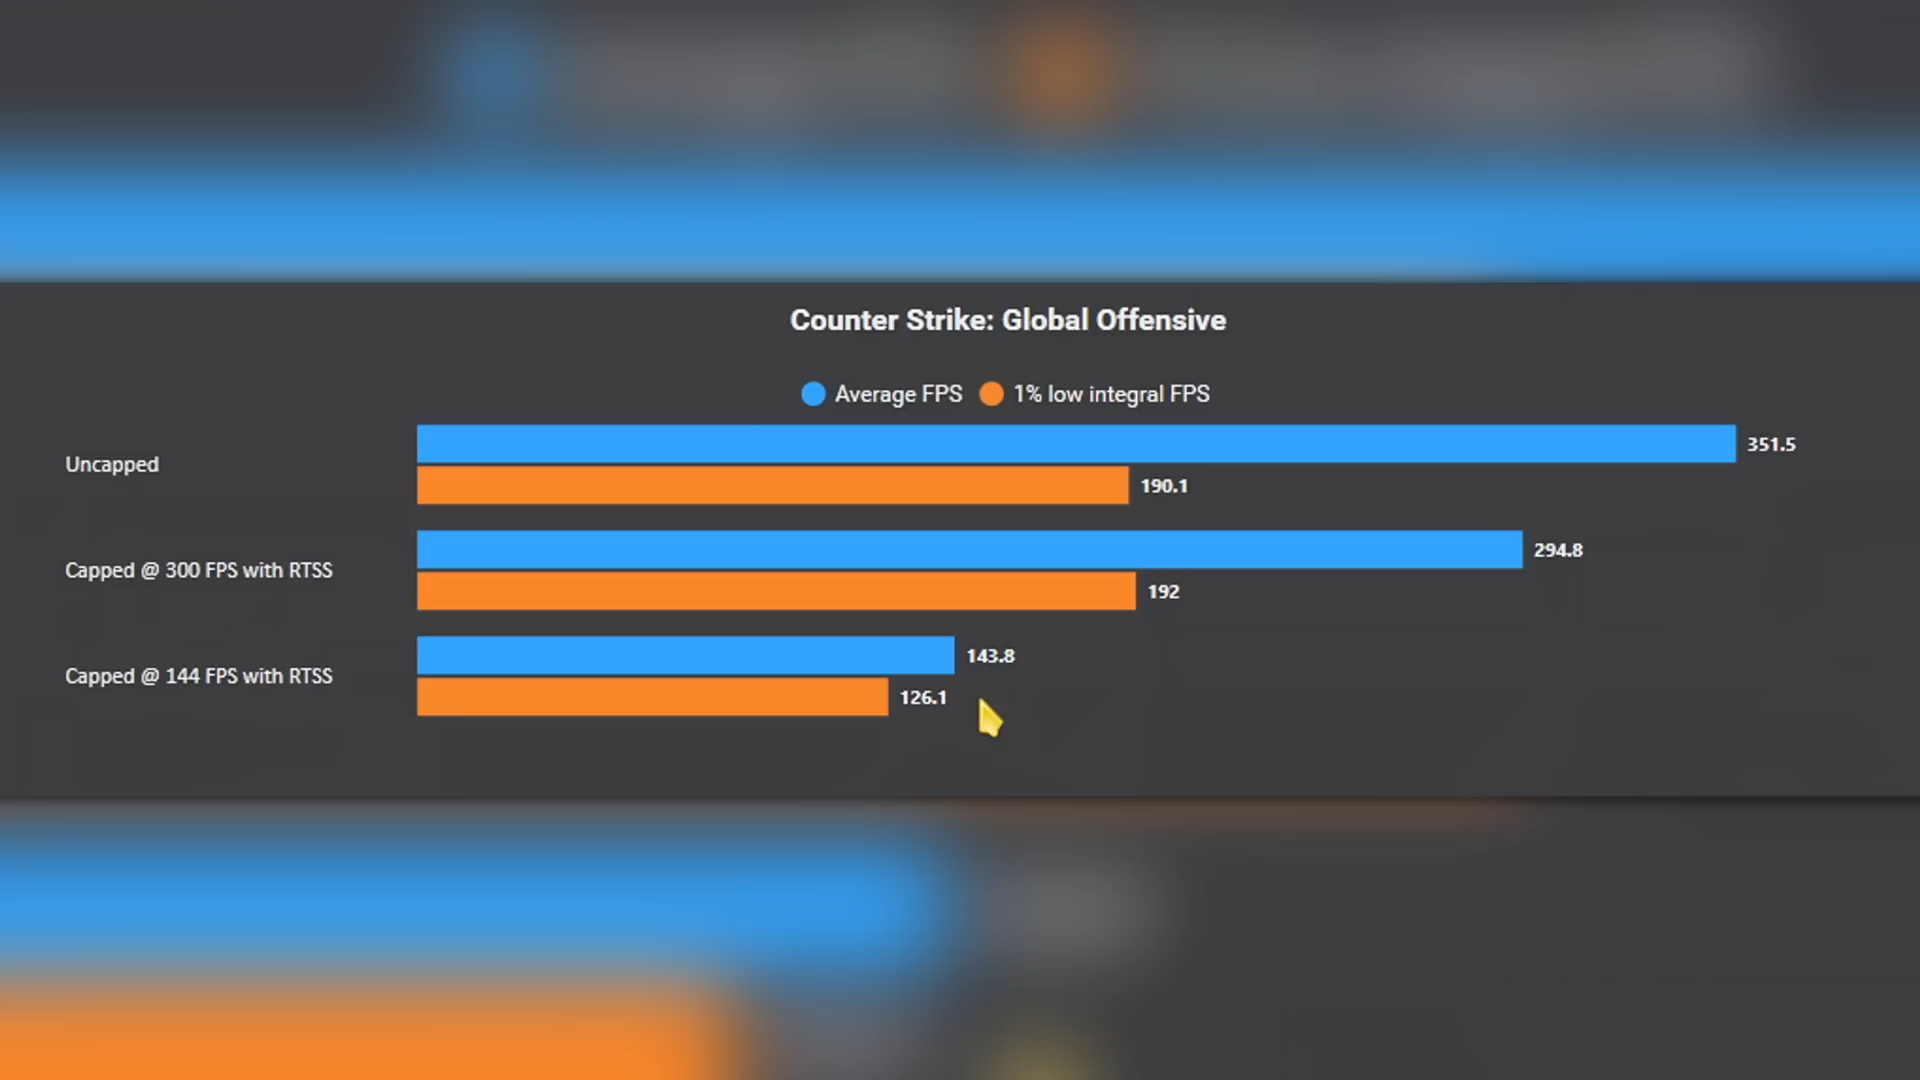 Counter Strike: Global Offensive
Average FPS 1% low integral FPS
Uncapped
351.5
190.1
Capped @ 300 FPS with RTSS
294.8
192
Capped @ 144 FPS with RTSS
143.8
126.1